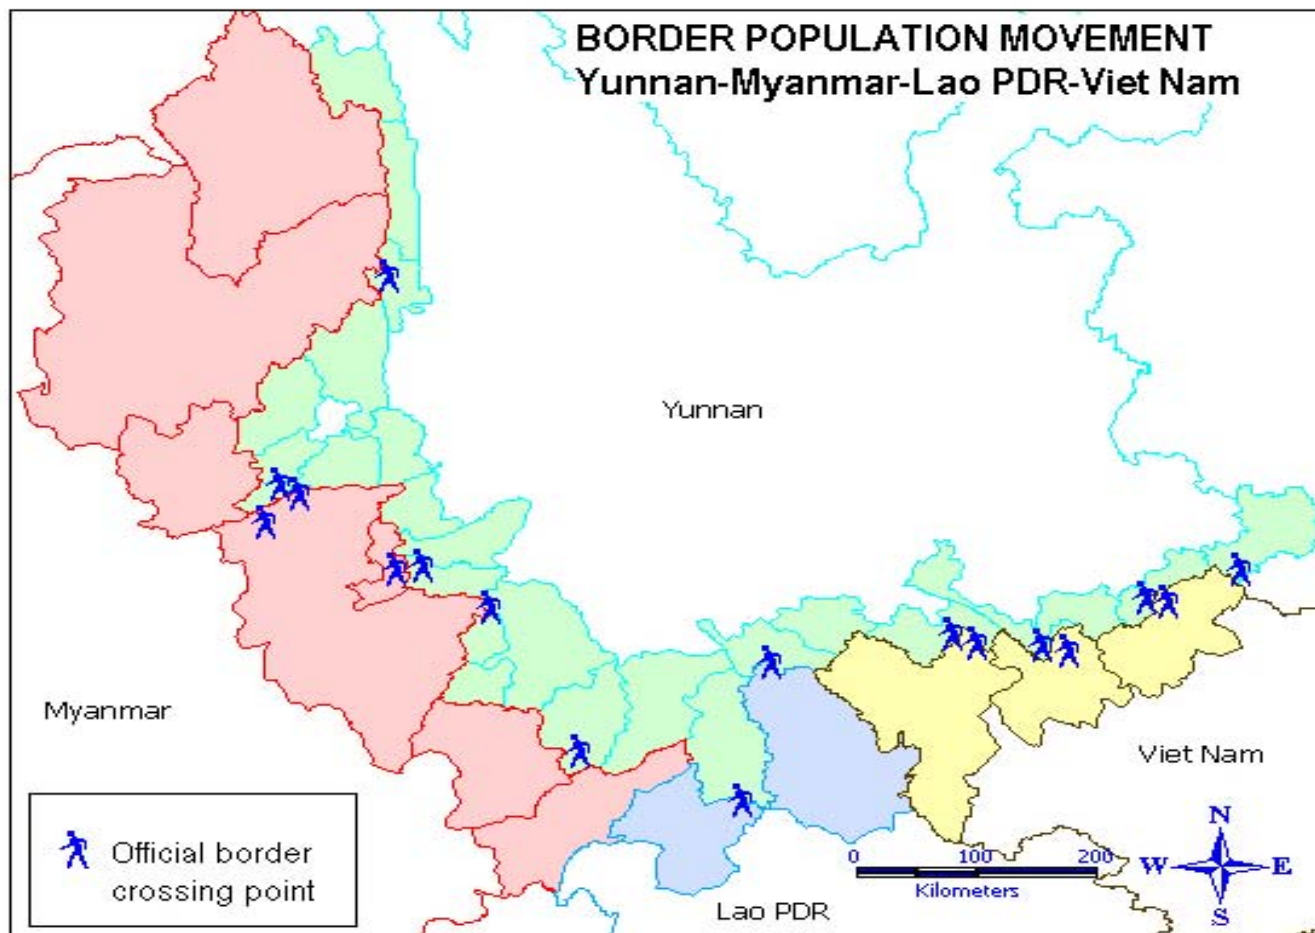 BORDER POPULATION MOVEMENT
Yunnan-Myanmar-Lao PDR-Viet Nam
Yunnan
Myanmar
Viet Nam
Official border
crossing point
0 100 200
Kilometers
Lao PDR
N
W E
S